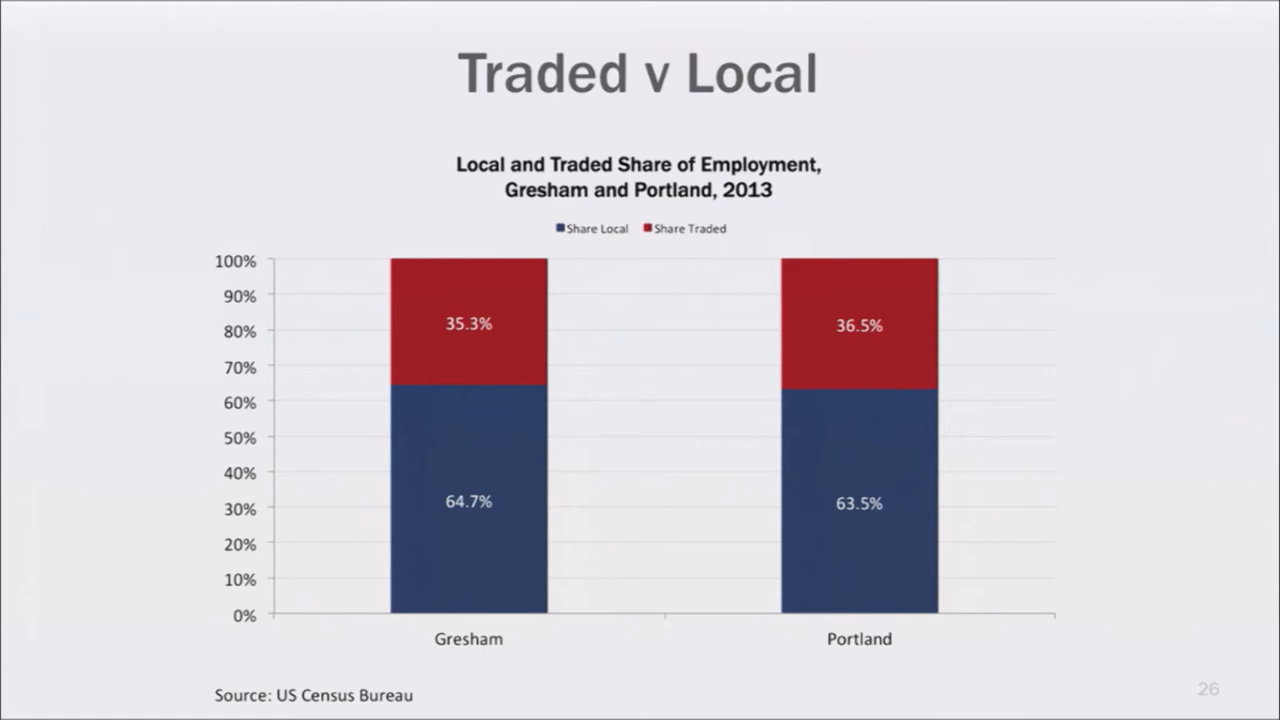 Traded v Local
Local and Traded Share of Employment,
Gresham and Portland, 2013
Share Local Share Traded
100%
90%
80%
70%
60%
50%
40%
30%
20%
10%
0%
35.3%
64.7%
36.5%
63.5%
Gresham Portland
Source: US Census Bureau
26